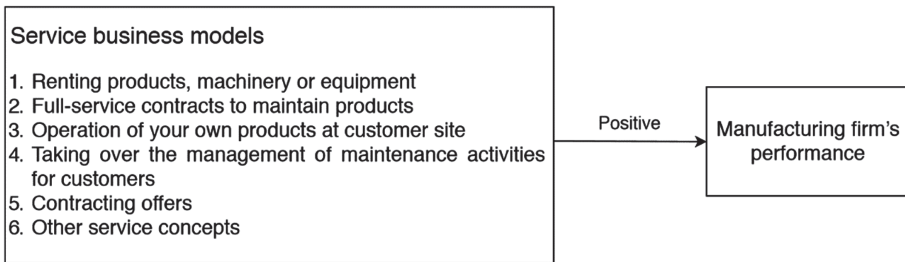 Service business models
1. Renting products, machinery or equipment
2. Full-service contracts to maintain products
3. Operation of your own products at customer site
4. Taking over the management of maintenance activities
for customers
5. Contracting offers
6. Other service concepts
Positive
Manufacturing firm's
performance